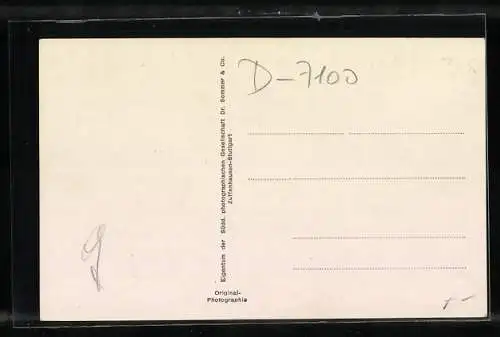 D-7100
Eigentum der Südd. photographischen Gesellschaft Dr. Sommer & Co.
Zuffenhausen-Stuttgart
Original-
Photographie